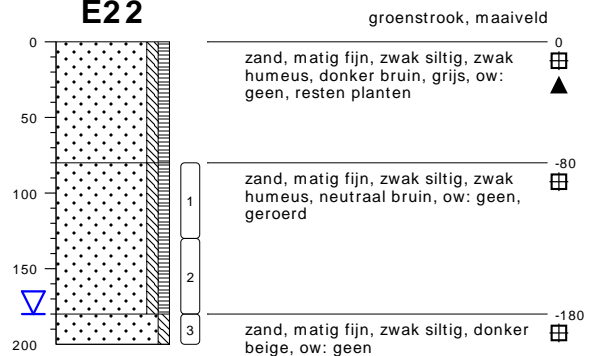 E22
groenstrook, maaiveld
0
0
zand, matig fijn, zwak siltig, zwak
humeus, donker bruin, grijs, ow:
geen, resten planten
50
-80
zand, matig fijn, zwak siltig, zwak
humeus, neutraal bruin, ow: geen,
geroerd
100
1
150
2
-180
zand, matig fijn, zwak siltig, donker
beige, ow: geen
3
200